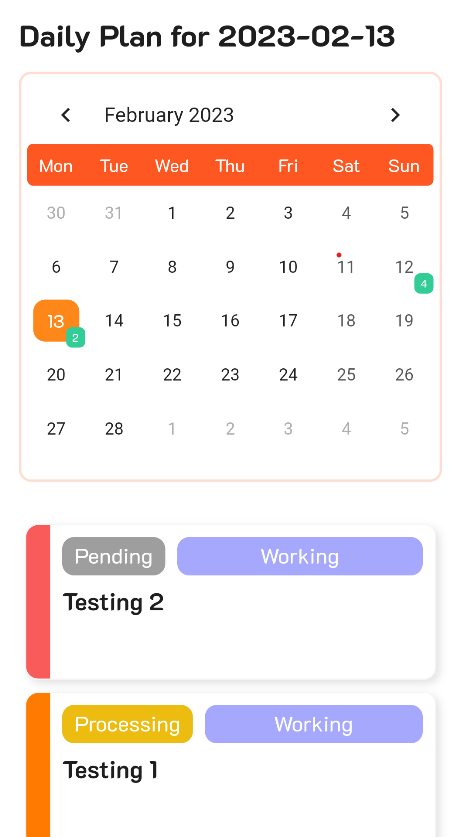 Daily Plan for 2023-02-13
February 2023
Mon Tue Wed Thu Fri Sat Sun
30 31 1 2 3 4 5
6 7 8 9 10 11 12
4
13 14 15 16 17 18 19
2
20 21 22 23 24 25 26
27 28 1 2 3 4 5
Pending Working
Testing 2
Processing Working
Testing 1